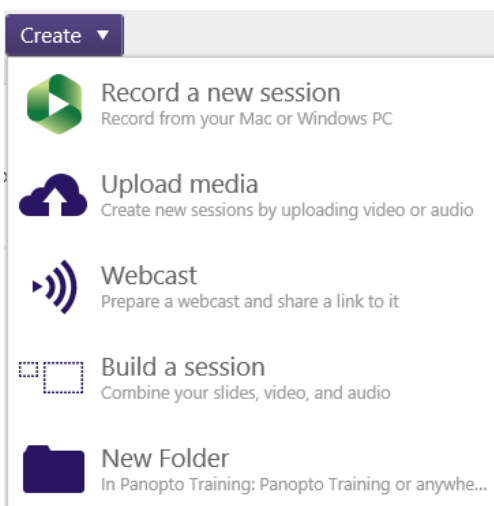 Create
Record a new session
Record from your Mac or Windows PC
Upload media
Create new sessions by uploading video or audio
Webcast
Prepare a webcast and share a link to it
Build a session
Combine your slides, video, and audio
New Folder
In Panopto Training: Panopto Training or anywhe...